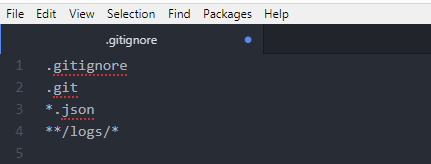 File Edit View Selection Find Packages Help
.gitignore
1 .gitignore
2 .git
3 *.json
4 **/logs/*
5